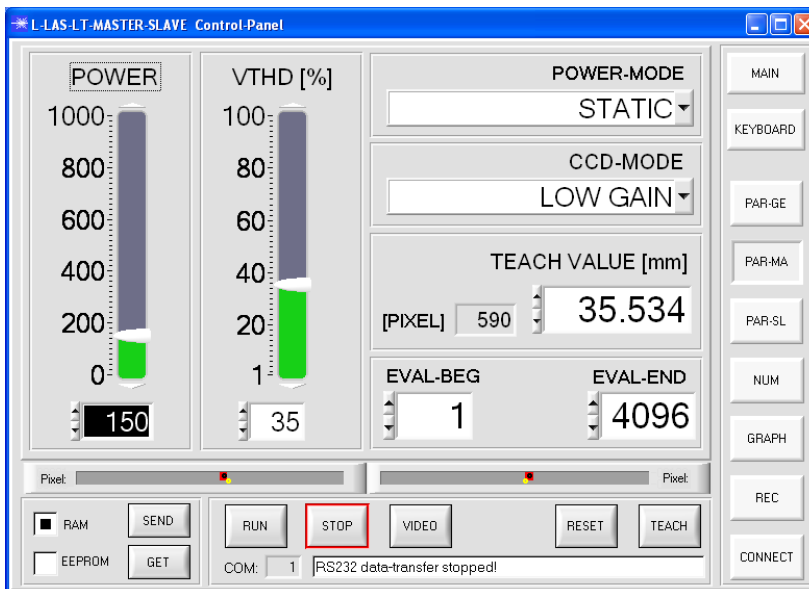 L-LAS-LT-MASTER-SLAVE Control-Panel
POWER
1000
800
600
400
200
0
150
VTHD [%]
100
80
60
40
20
1
35
POWER-MODE
STATIC
CCD-MODE
LOW GAIN
TEACH VALUE [mm]
[PIXEL] 590 35.534
EVAL-BEG EVAL-END
1 4096
MAIN
KEYBOARD
PAR-GE
PAR-MA
PAR-SL
NUM
GRAPH
REC
CONNECT
Pixel: Pixel:
RAM SEND
EEPROM GET
RUN STOP VIDEO RESET TEACH
COM: 1 RS232 data-transfer stopped!